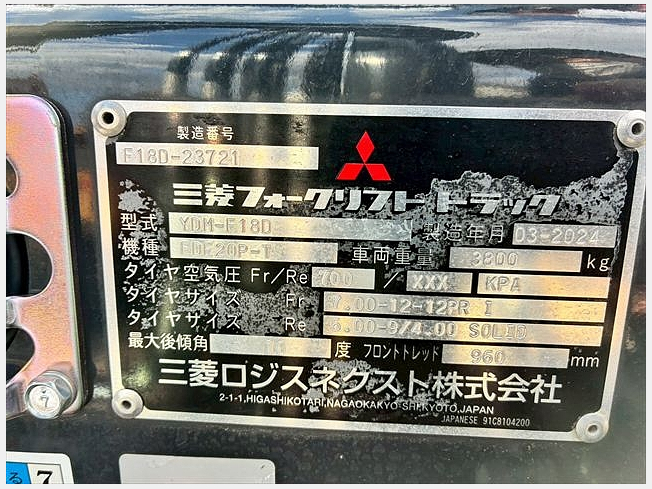 製造番号
F18D-23721
三菱フォークリフト トラック
型式 YDM-F18D 製造年月 03-2024
機種 車両重量 3800 kg
タイヤ空気圧 Fr/Re 700 / XXX KPA
タイヤサイズ Fr 7.00-12-12PR I
タイヤサイズ Re 6.00-9/4.00 SOLID
最大後傾角 度 フロントトレッド 960 mm
三菱ロジスネクスト株式会社
2-1-1,HIGASHIKOTARI,NAGAOKAKYO-SHI,KYOTO,JAPAN
JAPANESE 91C8104200
7
る 7